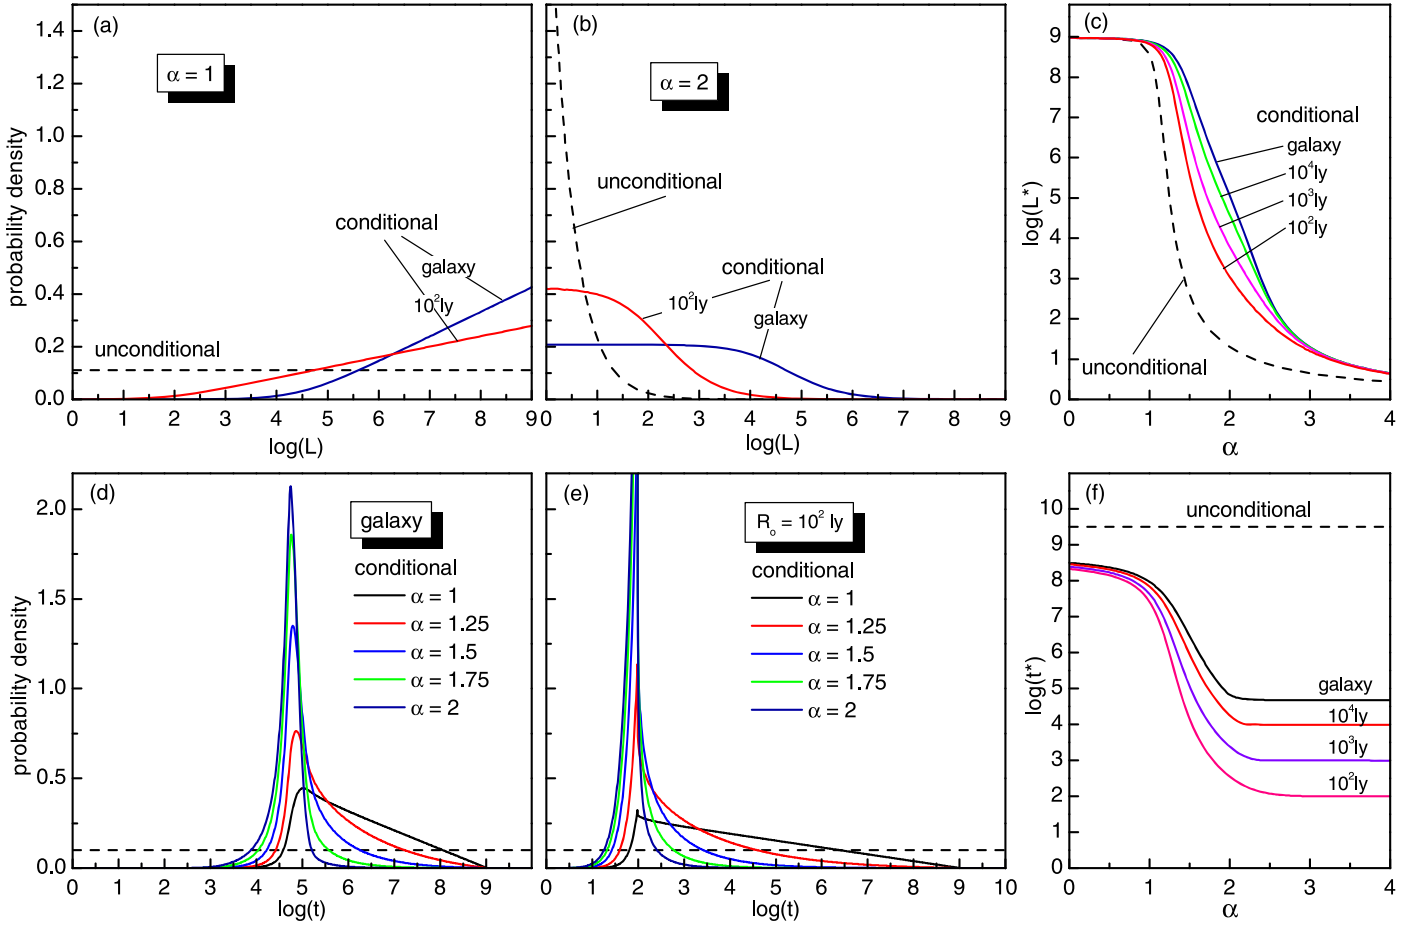 (a)
α = 1
unconditional
conditional
galaxy
10²ly
probability density
0.0
0.2
0.4
0.6
0.8
1.0
1.2
1.4
0 1 2 3 4 5 6 7 8 9
log(L)
(b)
α = 2
unconditional
conditional
10²ly
galaxy
0 1 2 3 4 5 6 7 8 9
log(L)
(c)
conditional
galaxy
10⁴ly
10³ly
10²ly
unconditional
log(L*)
0
1
2
3
4
5
6
7
8
9
0 1 2 3 4
α
(d)
galaxy
conditional
α = 1
α = 1.25
α = 1.5
α = 1.75
α = 2
probability density
0.0
0.5
1.0
1.5
2.0
0 1 2 3 4 5 6 7 8 9
log(t)
(e)
Rₒ = 10² ly
conditional
α = 1
α = 1.25
α = 1.5
α = 1.75
α = 2
0 1 2 3 4 5 6 7 8 9 10
log(t)
(f)
unconditional
galaxy
10⁴ly
10³ly
10²ly
log(t*)
0
1
2
3
4
5
6
7
8
9
10
0 1 2 3 4
α